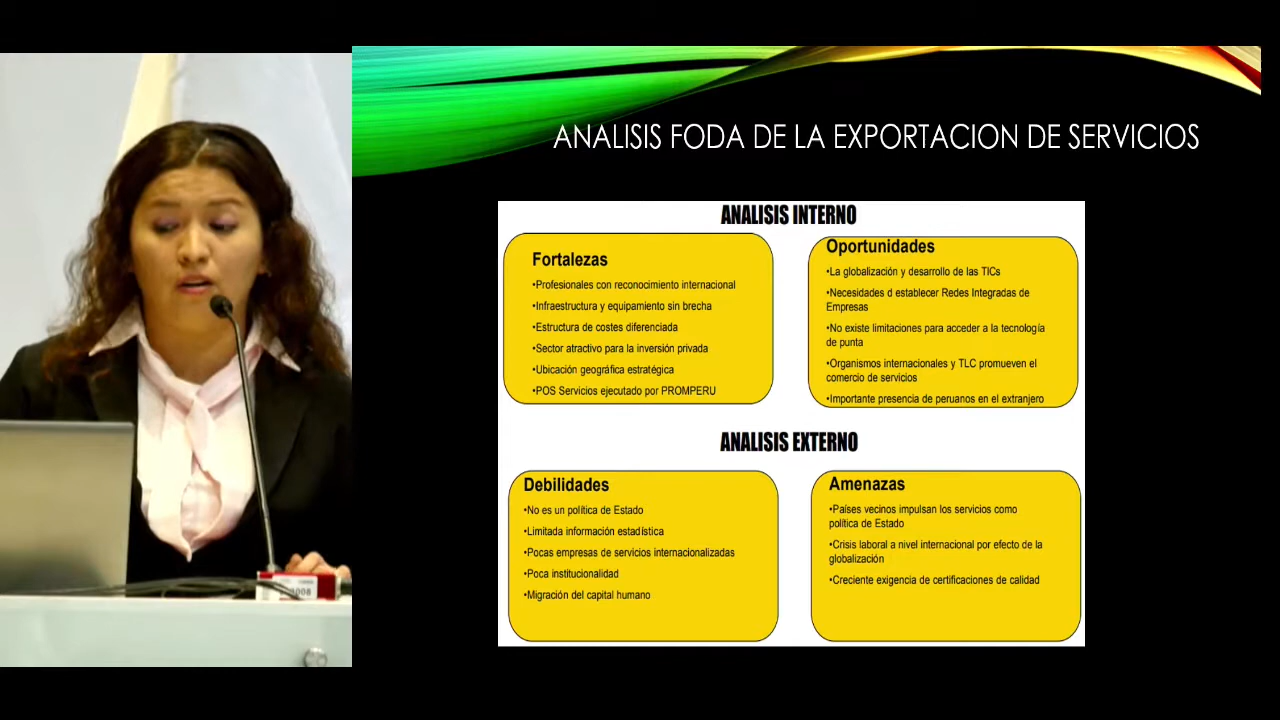 ANALISIS FODA DE LA EXPORTACION DE SERVICIOS
ANALISIS INTERNO
Fortalezas
•Profesionales con reconocimiento internacional
•Infraestructura y equipamiento sin brecha
•Estructura de costes diferenciada
•Sector atractivo para la inversión privada
•Ubicación geográfica estratégica
•POS Servicios ejecutado por PROMPERU
Oportunidades
•La globalización y desarrollo de las TICs
•Necesidades d establecer Redes Integradas de
Empresas
•No existe limitaciones para acceder a la tecnología
de punta
•Organismos internacionales y TLC promueven el
comercio de servicios
•Importante presencia de peruanos en el extranjero
ANALISIS EXTERNO
Debilidades
•No es un política de Estado
•Limitada información estadística
•Pocas empresas de servicios internacionalizadas
•Poca institucionalidad
•Migración del capital humano
Amenazas
•Países vecinos impulsan los servicios como
política de Estado
•Crisis laboral a nivel internacional por efecto de la
globalización
•Creciente exigencia de certificaciones de calidad